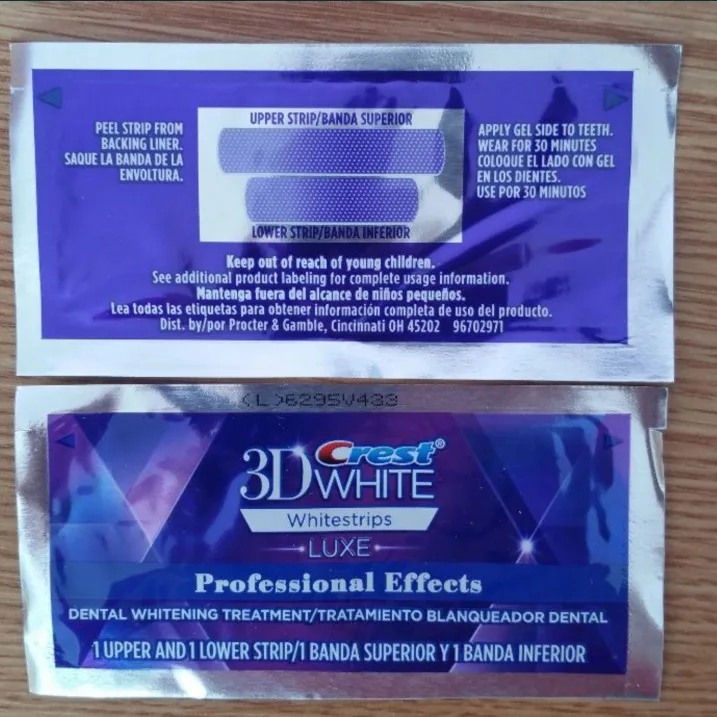 UPPER STRIP/BANDA SUPERIOR
PEEL STRIP FROM
BACKING LINER.
SAQUE LA BANDA DE LA
ENVOLTURA.
APPLY GEL SIDE TO TEETH.
WEAR FOR 30 MINUTES
COLOQUE EL LADO CON GEL
EN LOS DIENTES.
USE POR 30 MINUTOS
LOWER STRIP/BANDA INFERIOR
Keep out of reach of young children.
See additional product labeling for complete usage information.
Mantenga fuera del alcance de niños pequeños.
Lea todas las etiquetas para obtener información completa de uso del producto.
Dist. by/por Procter & Gamble, Cincinnati OH 45202 96702971
(L)6295V433
Crest®
3D WHITE
Whitestrips
LUXE
Professional Effects
DENTAL WHITENING TREATMENT/TRATAMIENTO BLANQUEADOR DENTAL
1 UPPER AND 1 LOWER STRIP/1 BANDA SUPERIOR Y 1 BANDA INFERIOR